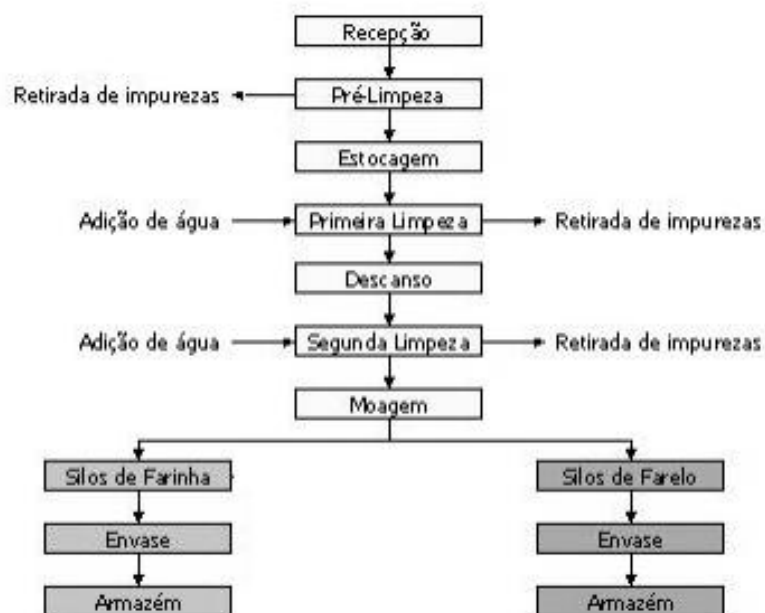 Recepção
Retirada de impurezas
Pré-Limpeza
Estocagem
Adição de água
Primeira Limpeza
Retirada de impurezas
Descanso
Adição de água
Segunda Limpeza
Retirada de impurezas
Moagem
Silos de Farinha
Silos de Farelo
Envase
Envase
Armazém
Armazém